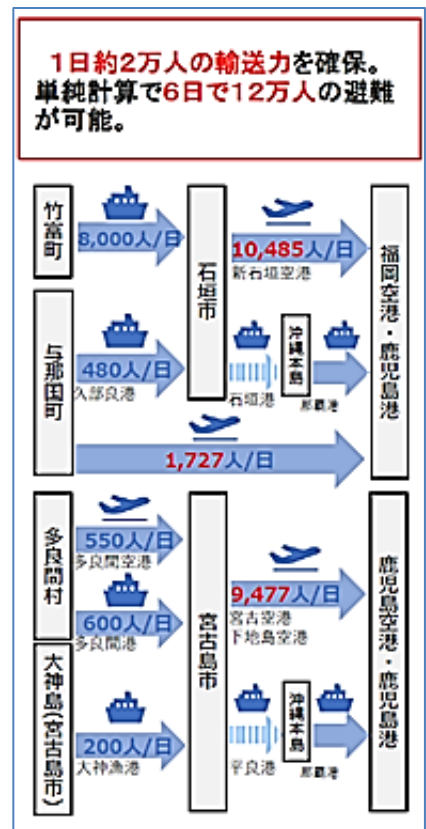 1日約2万人の輸送力を確保。
単純計算で6日で12万人の避難
が可能。
竹富町
8,000人/日
石垣市
10,485人/日
新石垣空港
福岡空港・鹿児島港
与那国町
480人/日
久部良港
石垣港
沖縄本島
那覇港
1,727人/日
多良間村
550人/日
多良間空港
600人/日
多良間港
宮古島市
9,477人/日
宮古空港
下地島空港
鹿児島空港・鹿児島港
大神島(宮古島市)
200人/日
大神漁港
平良港
沖縄本島
那覇港